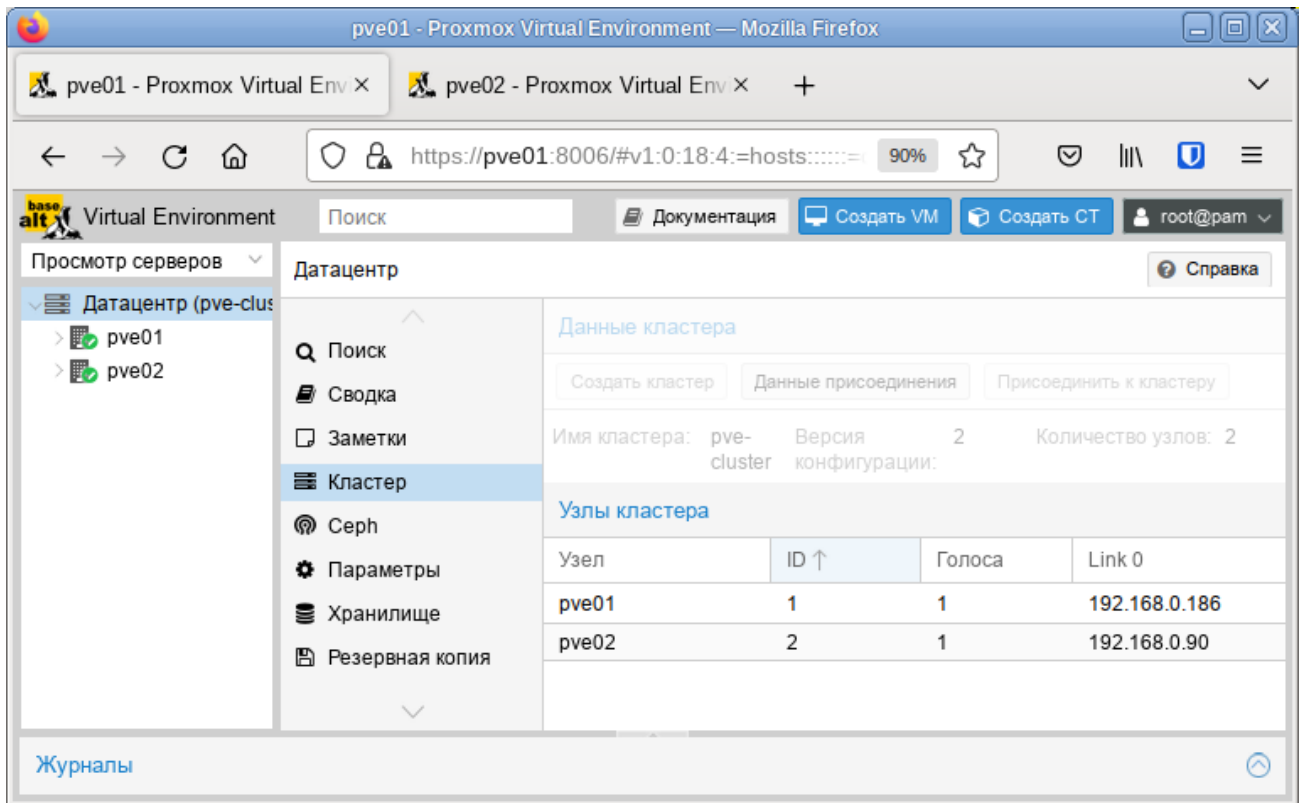 pve01 - Proxmox Virtual Environment — Mozilla Firefox
pve01 - Proxmox Virtual Env
pve02 - Proxmox Virtual Env
https://pve01:8006/#v1:0:18:4:=hosts::::::= 90%
base alt Virtual Environment
Поиск
Документация
Создать VM
Создать CT
root@pam
Просмотр серверов
Датацентр (pve-clus
pve01
pve02
Датацентр
Справка
Поиск
Сводка
Заметки
Кластер
Ceph
Параметры
Хранилище
Резервная копия
Данные кластера
Создать кластер Данные присоединения Присоединить к кластеру
Имя кластера: pve-cluster Версия конфигурации: 2 Количество узлов: 2
Узлы кластера
Узел ID Голоса Link 0
pve01 1 1 192.168.0.186
pve02 2 1 192.168.0.90
Журналы